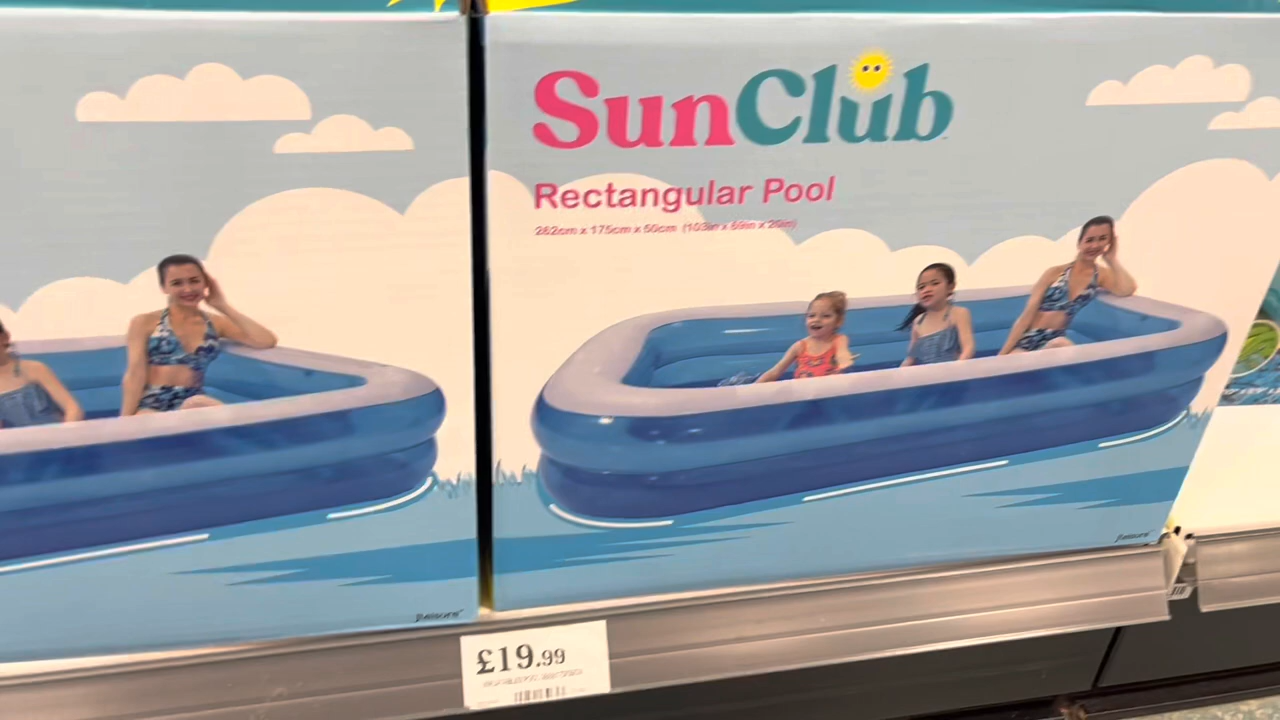 SunClub
Rectangular Pool
262cm x 175cm x 50cm (103in x 69in x 20in)
£19.99